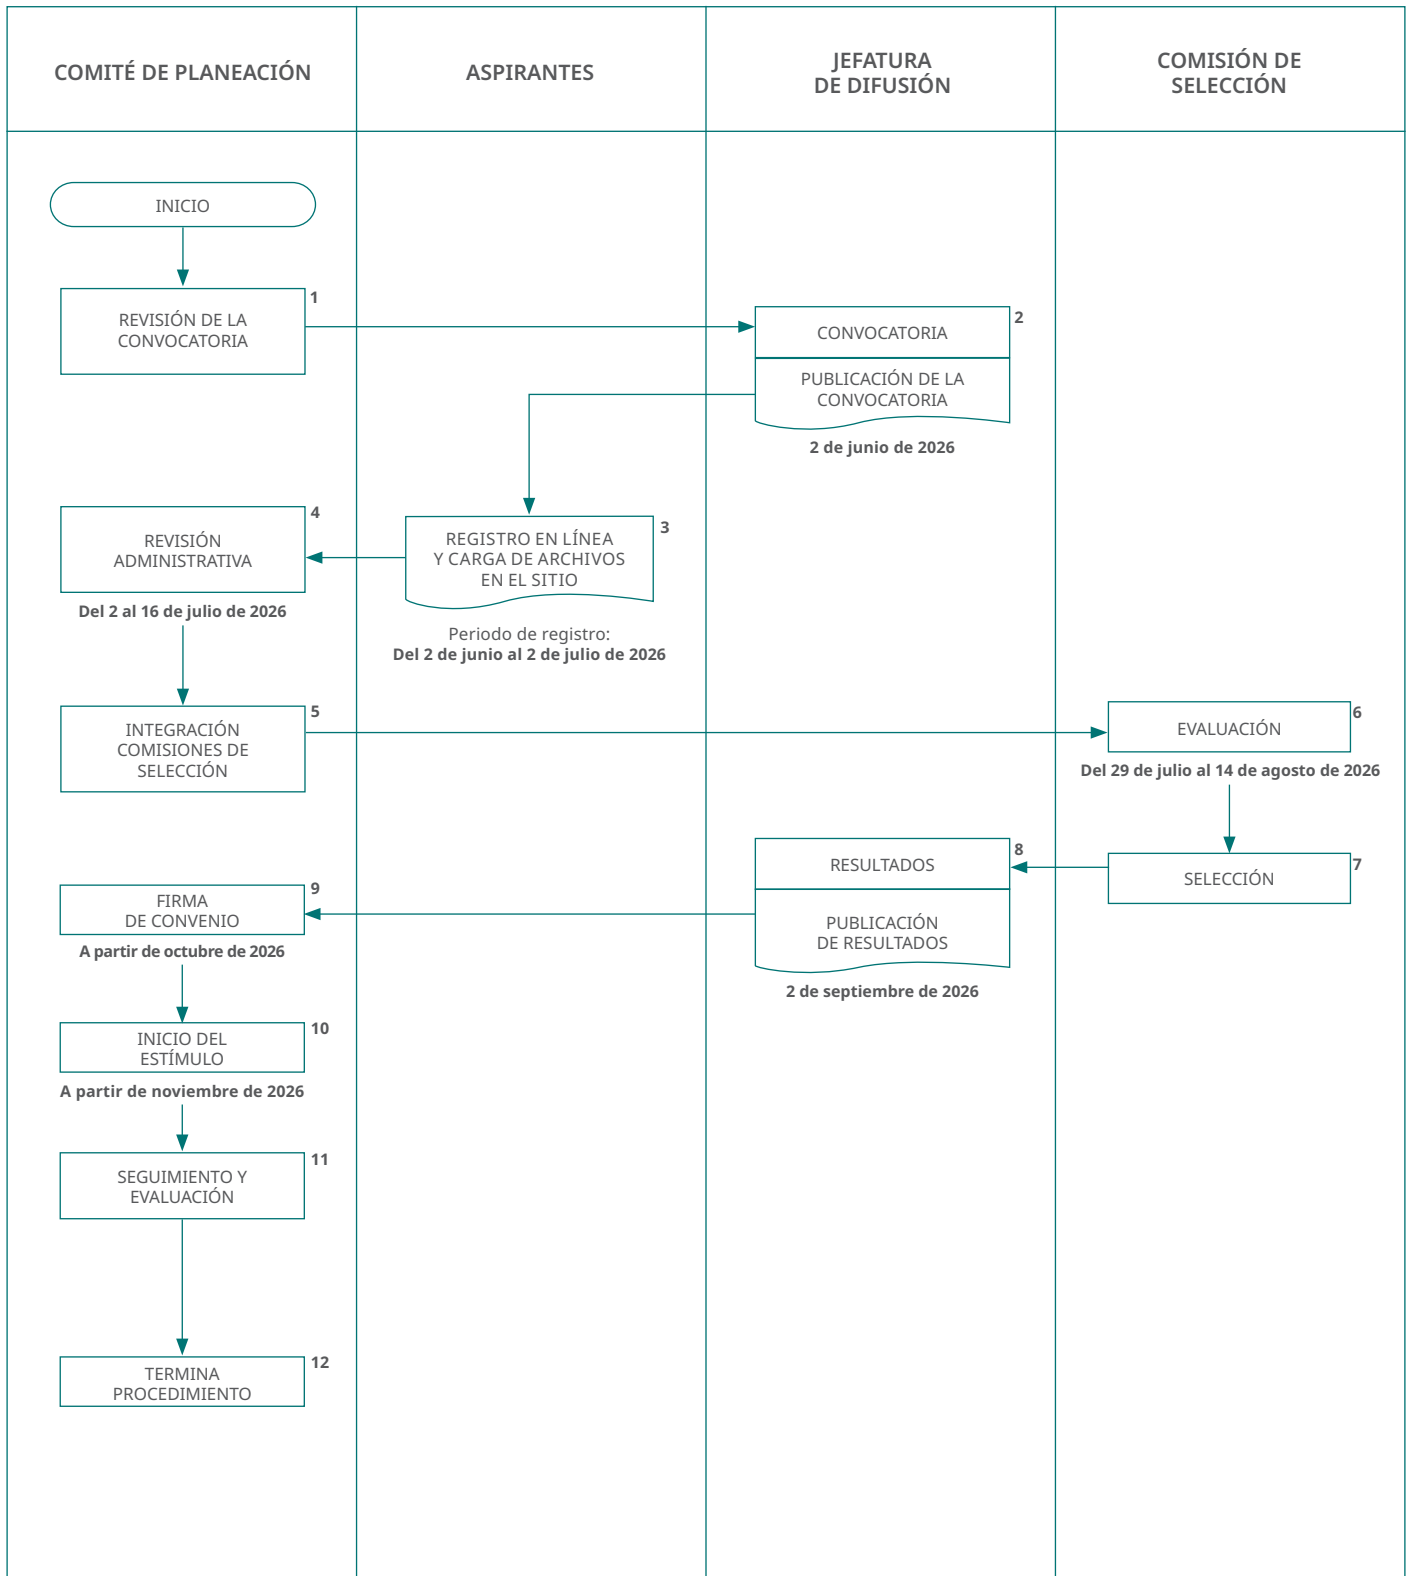 COMITÉ DE PLANEACIÓN
ASPIRANTES
JEFATURA
DE DIFUSIÓN
COMISIÓN DE
SELECCIÓN
INICIO
1
REVISIÓN DE LA
CONVOCATORIA
2
CONVOCATORIA
PUBLICACIÓN DE LA
CONVOCATORIA
2 de junio de 2026
3
REGISTRO EN LÍNEA
Y CARGA DE ARCHIVOS
EN EL SITIO
Periodo de registro:
Del 2 de junio al 2 de julio de 2026
4
REVISIÓN
ADMINISTRATIVA
Del 2 al 16 de julio de 2026
5
INTEGRACIÓN
COMISIONES DE
SELECCIÓN
6
EVALUACIÓN
Del 29 de julio al 14 de agosto de 2026
7
SELECCIÓN
8
RESULTADOS
PUBLICACIÓN
DE RESULTADOS
2 de septiembre de 2026
9
FIRMA
DE CONVENIO
A partir de octubre de 2026
10
INICIO DEL
ESTÍMULO
A partir de noviembre de 2026
11
SEGUIMIENTO Y
EVALUACIÓN
12
TERMINA
PROCEDIMIENTO